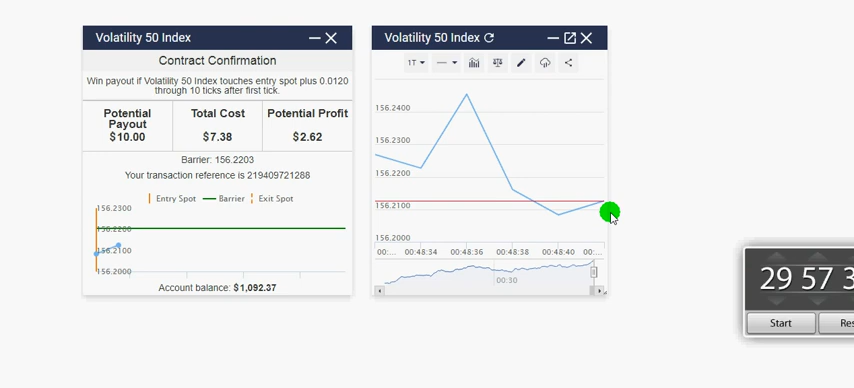 Volatility 50 Index
Contract Confirmation
Win payout if Volatility 50 Index touches entry spot plus 0.0120
through 10 ticks after first tick.
Potential Payout
$10.00
Total Cost
$7.38
Potential Profit
$2.62
Barrier: 156.2203
Your transaction reference is 219409721288
Entry Spot Barrier Exit Spot
156.2300
156.2200
156.2100
156.2000
Account balance: $1,092.37
Volatility 50 Index
1T
156.2400
156.2300
156.2200
156.2100
156.2000
00:... 00:48:34 00:48:36 00:48:38 00:48:40 00:...
00:30
29 57 3
Start Res